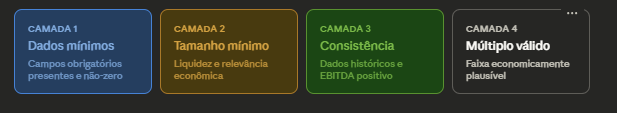 CAMADA 1
Dados mínimos
Campos obrigatórios
presentes e não-zero
CAMADA 2
Tamanho mínimo
Liquidez e relevância
econômica
CAMADA 3
Consistência
Dados históricos e
EBITDA positivo
CAMADA 4
Múltiplo válido
Faixa economicamente
plausível